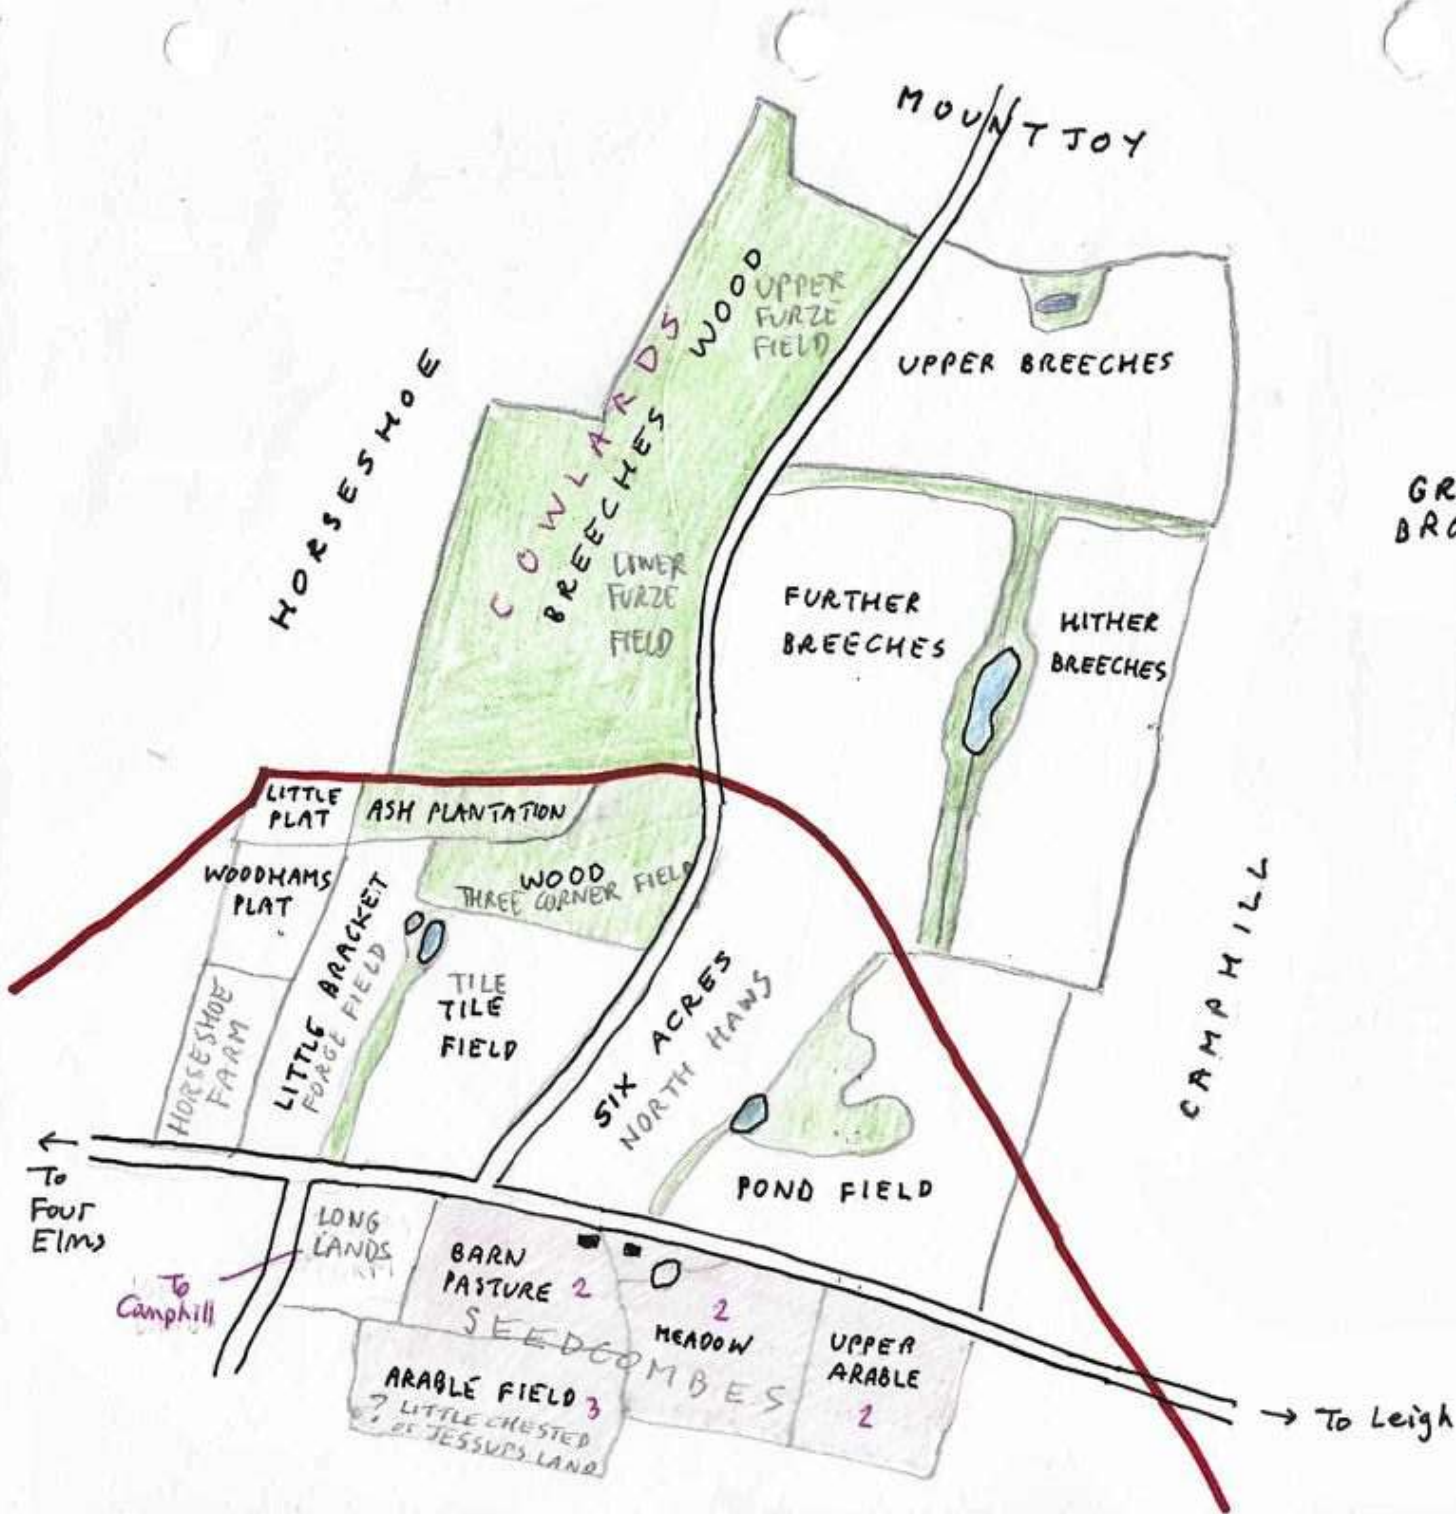 MOUNTJOY
WOOD
UPPER
FURZE
FIELD
UPPER BREECHES
HORSESHOE
COWLARDS
BREECHES
LOWER
FURZE
FIELD
FURTHER
BREECHES
HITHER
BREECHES
LITTLE
PLAT
ASH PLANTATION
WOODHAMS
PLAT
WOOD
THREE CORNER FIELD
CAMPHILL
LITTLE BRACKET
FORGE FIELD
HORSESHOE
FARM
TILE
TILE
FIELD
SIX ACRES
NORTH HAWS
POND FIELD
←
To
Four
Elms
LONG
LANDS
To
Camphill
BARN
PASTURE 2
2
MEADOW
SEEDCOMBES
UPPER
ARABLE
2
ARABLE FIELD 3
? LITTLE CHESTED
or JESSUPS LAND
→ To Leigh